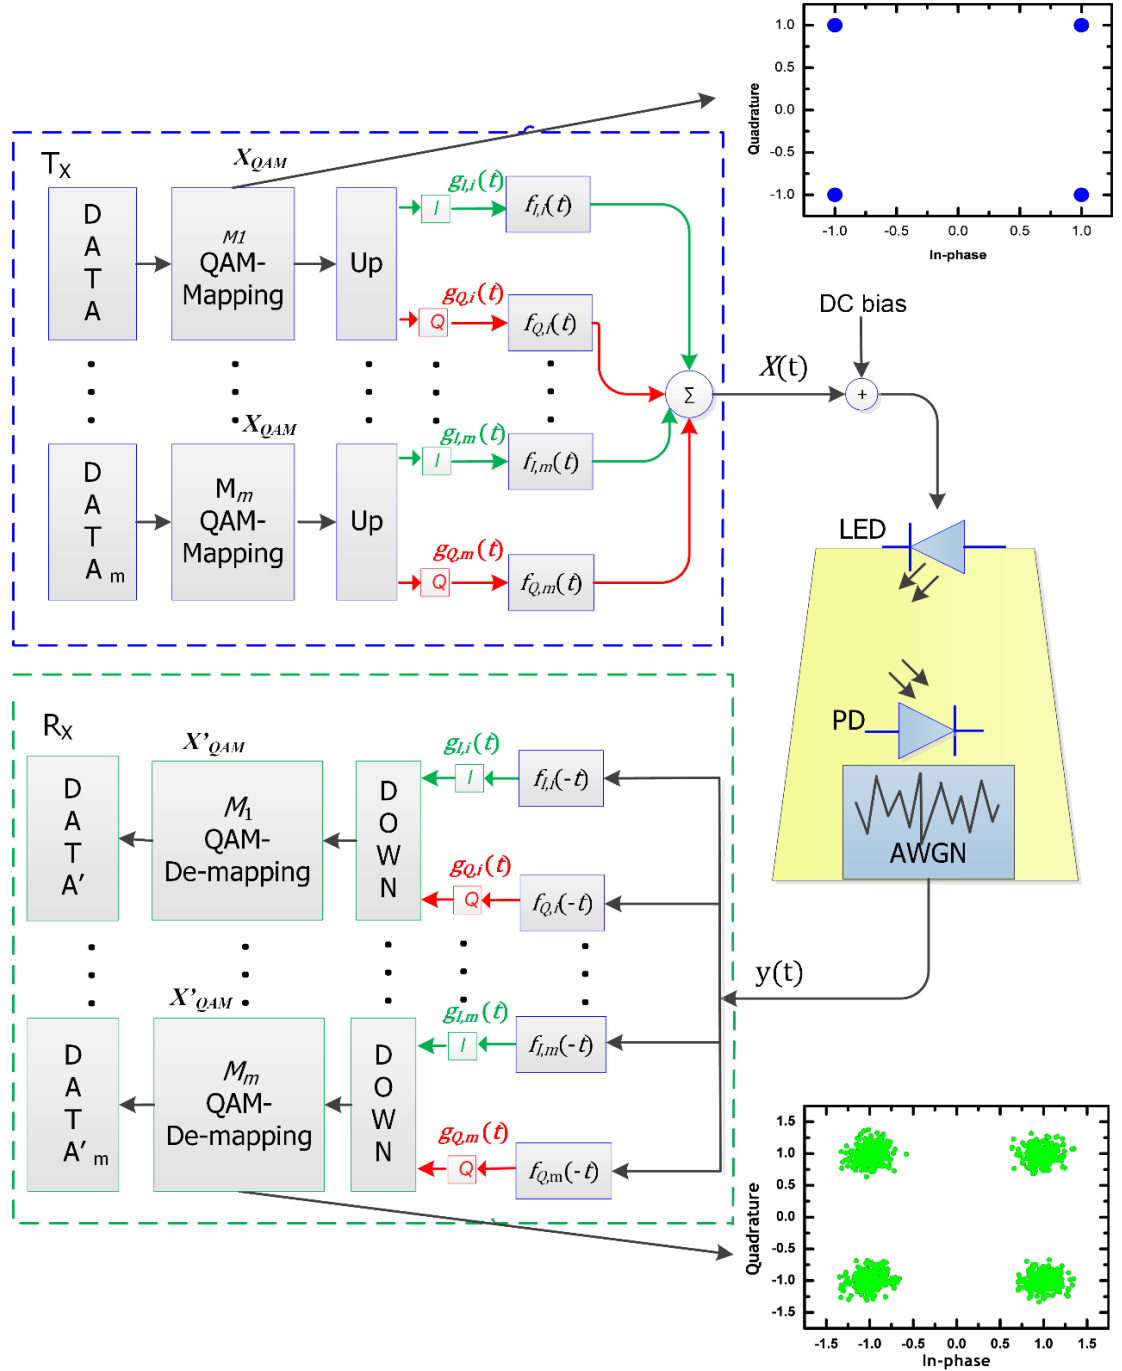 1.0
0.5
0.0
-0.5
-1.0
Quadrature
-1.0 -0.5 0.0 0.5 1.0
In-phase
TX
XQAM
D
A
T
A
M1
QAM-
Mapping
Up
I
gI,i(t)
fI,i(t)
Q
gQ,i(t)
fQ,i(t)
XQAM
D
A
T
A m
Mm
QAM-
Mapping
Up
I
gI,m(t)
fI,m(t)
Q
gQ,m(t)
fQ,m(t)
Σ
X(t)
DC bias
+
LED
PD
AWGN
y(t)
RX
X'QAM
D
A
T
A'
M1
QAM-
De-mapping
D
O
W
N
gI,i(t)
I
fI,i(-t)
gQ,i(t)
Q
fQ,i(-t)
X'QAM
D
A
T
A' m
Mm
QAM-
De-mapping
D
O
W
N
gI,m(t)
I
fI,m(-t)
gQ,m(t)
Q
fQ,m(-t)
1.5
1.0
0.5
0.0
-0.5
-1.0
-1.5
Quadrature
-1.5 -1.0 -0.5 0.0 0.5 1.0 1.5
In-phase